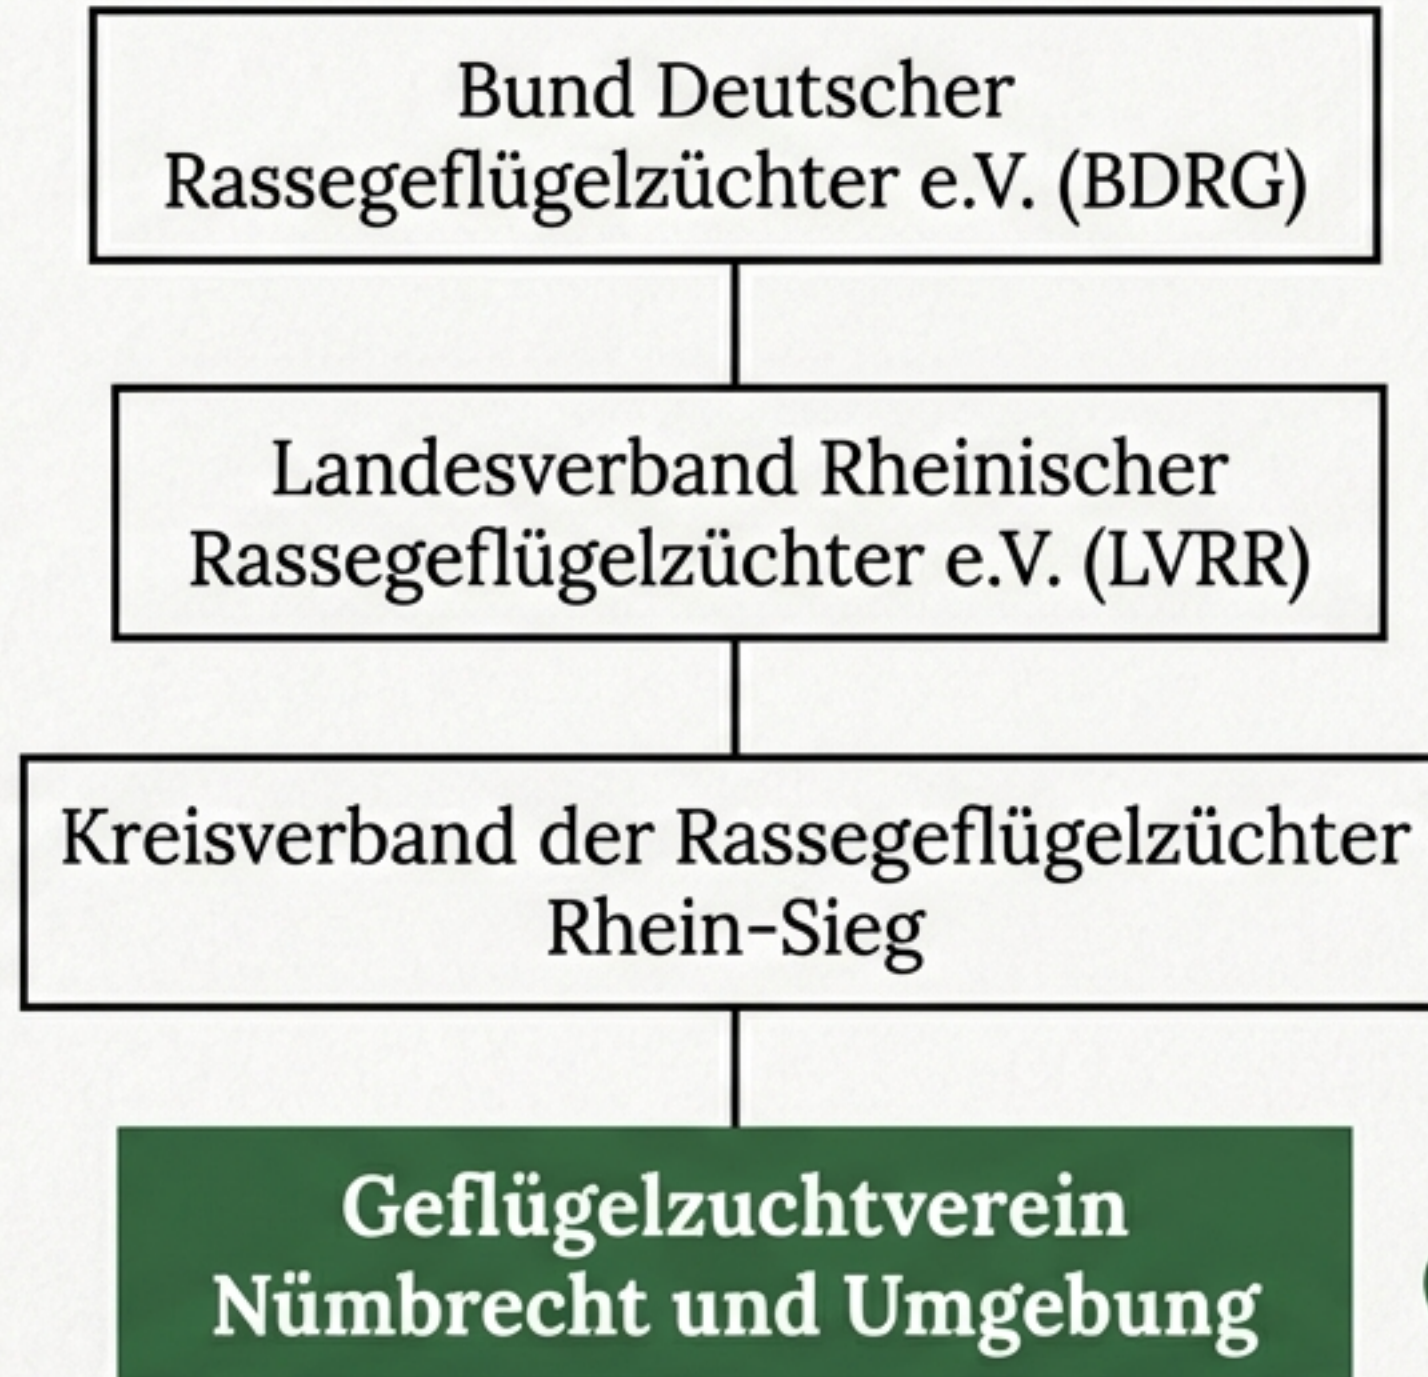 Bund Deutscher
Rassegeflügelzüchter e.V. (BDRG)
Landesverband Rheinischer
Rassegeflügelzüchter e.V. (LVRR)
Kreisverband der Rassegeflügelzüchter
Rhein-Sieg
Geflügelzuchtverein
Nümbrecht und Umgebung